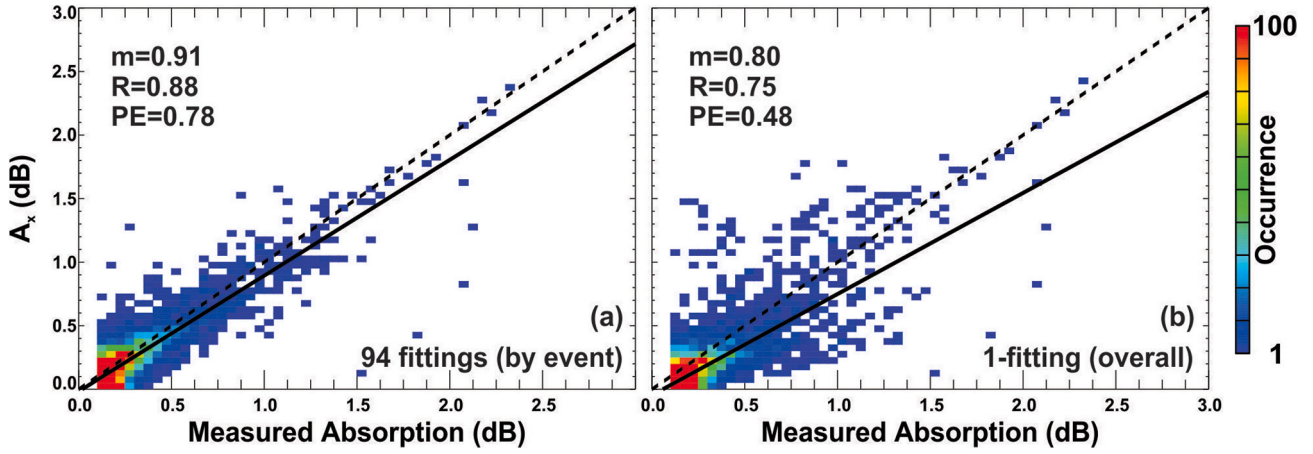 3.0
2.5
2.0
1.5
1.0
0.5
0.0
A_x (dB)
m=0.91
R=0.88
PE=0.78
(a)
94 fittings (by event)
0.0 0.5 1.0 1.5 2.0 2.5
Measured Absorption (dB)
m=0.80
R=0.75
PE=0.48
(b)
1-fitting (overall)
0.0 0.5 1.0 1.5 2.0 2.5 3.0
Measured Absorption (dB)
100
Occurrence
1